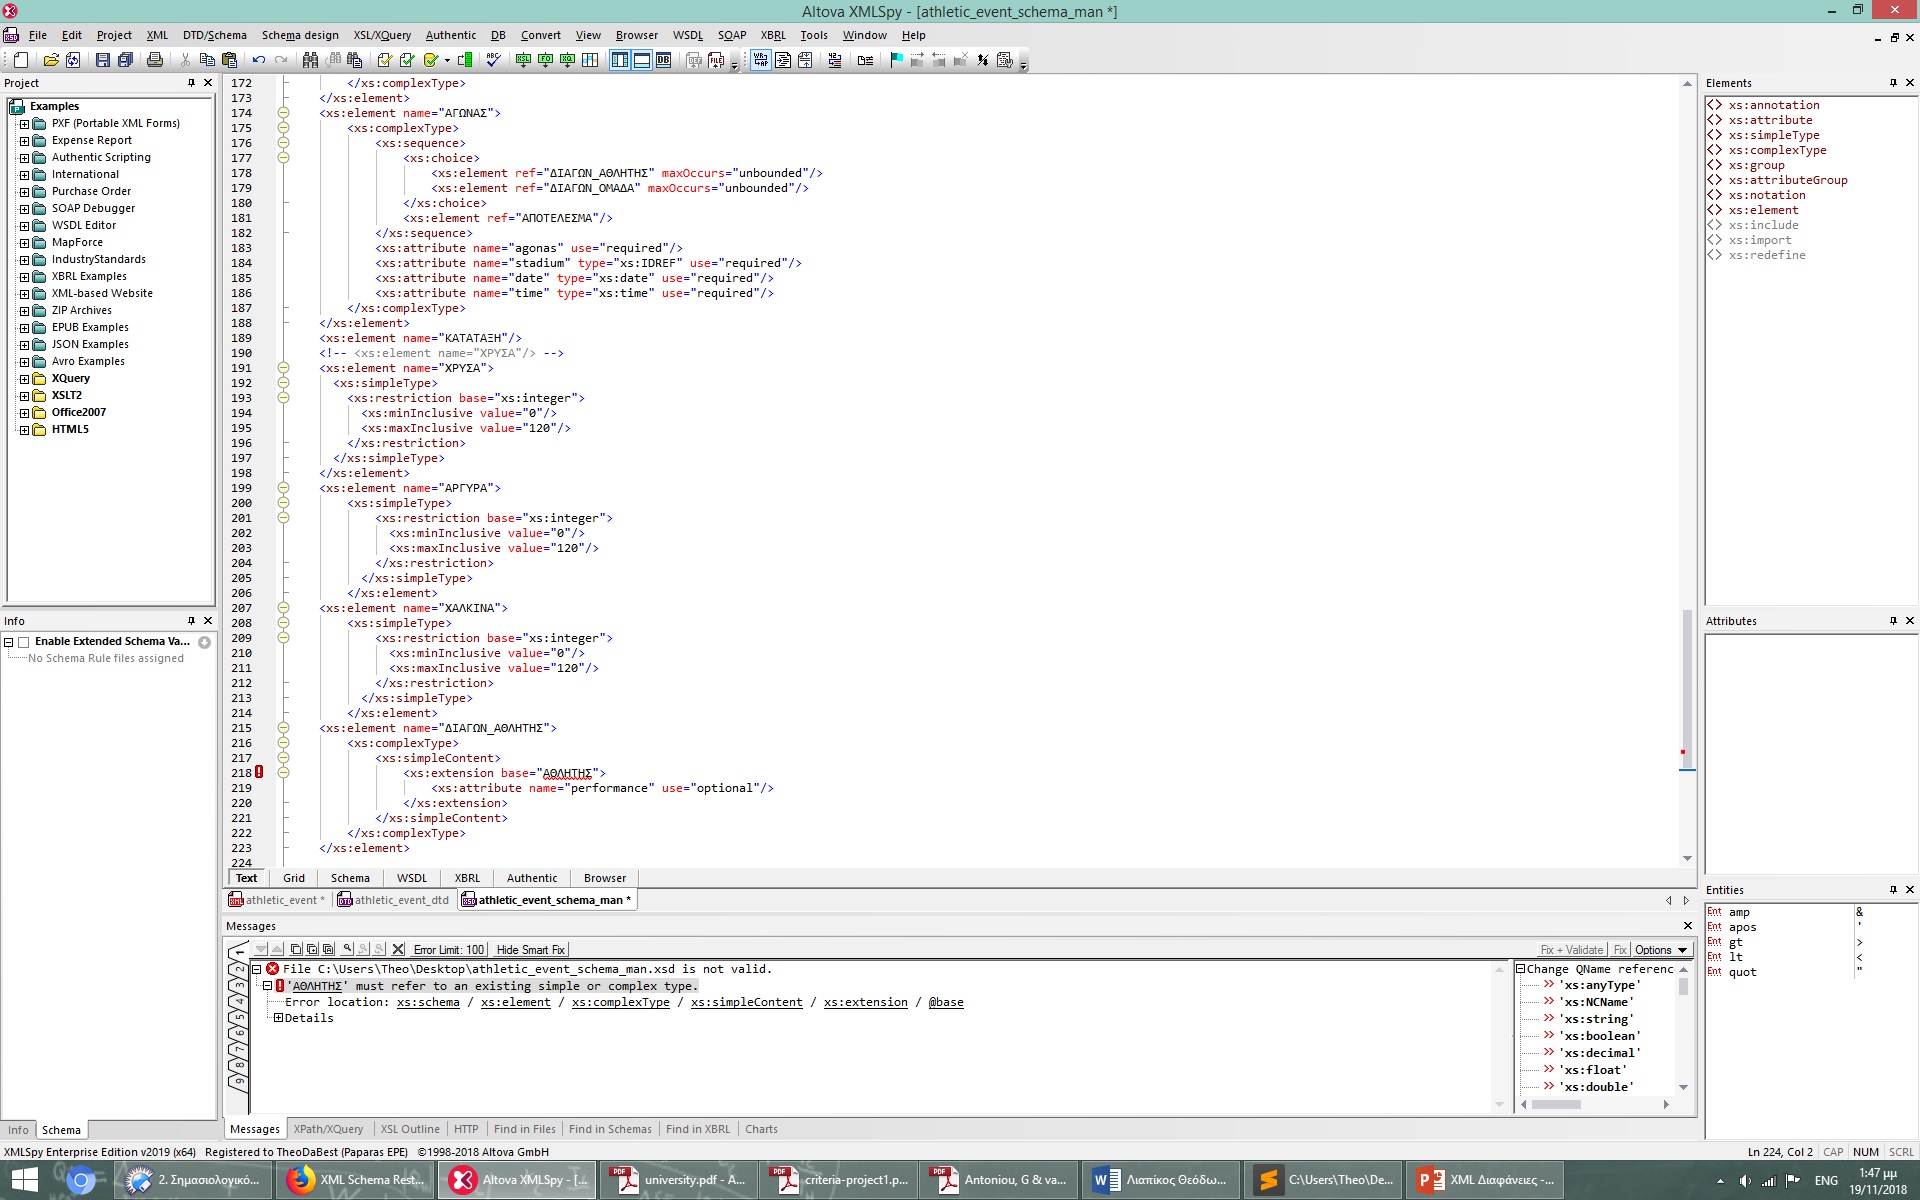 Altova XMLSpy - [athletic_event_schema_man *]
File Edit Project XML DTD/Schema Schema design XSL/XQuery Authentic DB Convert View Browser WSDL SOAP XBRL Tools Window Help
Project
Examples
PXF (Portable XML Forms)
Expense Report
Authentic Scripting
International
Purchase Order
SOAP Debugger
WSDL Editor
MapForce
IndustryStandards
XBRL Examples
XML-based Website
ZIP Archives
EPUB Examples
JSON Examples
Avro Examples
XQuery
XSLT2
Office2007
HTML5
Info
Enable Extended Schema Va...
No Schema Rule files assigned
Info Schema
172 </xs:complexType>
173 </xs:element>
174 <xs:element name="ΑΓΩΝΑΣ">
175 <xs:complexType>
176 <xs:sequence>
177 <xs:choice>
178 <xs:element ref="ΔΙΑΓΩΝ_ΑΘΛΗΤΗΣ" maxOccurs="unbounded"/>
179 <xs:element ref="ΔΙΑΓΩΝ_ΟΜΑΔΑ" maxOccurs="unbounded"/>
180 </xs:choice>
181 <xs:element ref="ΑΠΟΤΕΛΕΣΜΑ"/>
182 </xs:sequence>
183 <xs:attribute name="agonas" use="required"/>
184 <xs:attribute name="stadium" type="xs:IDREF" use="required"/>
185 <xs:attribute name="date" type="xs:date" use="required"/>
186 <xs:attribute name="time" type="xs:time" use="required"/>
187 </xs:complexType>
188 </xs:element>
189 <xs:element name="ΚΑΤΑΤΑΞΗ"/>
190 <!-- <xs:element name="ΧΡΥΣΑ"/> -->
191 <xs:element name="ΧΡΥΣΑ">
192 <xs:simpleType>
193 <xs:restriction base="xs:integer">
194 <xs:minInclusive value="0"/>
195 <xs:maxInclusive value="120"/>
196 </xs:restriction>
197 </xs:simpleType>
198 </xs:element>
199 <xs:element name="ΑΡΓΥΡΑ">
200 <xs:simpleType>
201 <xs:restriction base="xs:integer">
202 <xs:minInclusive value="0"/>
203 <xs:maxInclusive value="120"/>
204 </xs:restriction>
205 </xs:simpleType>
206 </xs:element>
207 <xs:element name="ΧΑΛΚΙΝΑ">
208 <xs:simpleType>
209 <xs:restriction base="xs:integer">
210 <xs:minInclusive value="0"/>
211 <xs:maxInclusive value="120"/>
212 </xs:restriction>
213 </xs:simpleType>
214 </xs:element>
215 <xs:element name="ΔΙΑΓΩΝ_ΑΘΛΗΤΗΣ">
216 <xs:complexType>
217 <xs:simpleContent>
218 <xs:extension base="ΑΘΛΗΤΗΣ">
219 <xs:attribute name="performance" use="optional"/>
220 </xs:extension>
221 </xs:simpleContent>
222 </xs:complexType>
223 </xs:element>
224
Text Grid Schema WSDL XBRL Authentic Browser
athletic_event * athletic_event_dtd athletic_event_schema_man *
Messages
Error Limit: 100 Hide Smart Fix Fix + Validate Fix Options
1 2 3 4 5 6 7 8 9
File C:\Users\Theo\Desktop\athletic_event_schema_man.xsd is not valid.
'ΑΘΛΗΤΗΣ' must refer to an existing simple or complex type.
Error location: xs:schema / xs:element / xs:complexType / xs:simpleContent / xs:extension / @base
Details
Change QName referenc
'xs:anyType'
'xs:NCName'
'xs:string'
'xs:boolean'
'xs:decimal'
'xs:float'
'xs:double'
Messages XPath/XQuery XSL Outline HTTP Find in Files Find in Schemas Find in XBRL Charts
Elements
xs:annotation
xs:attribute
xs:simpleType
xs:complexType
xs:group
xs:attributeGroup
xs:notation
xs:element
xs:include
xs:import
xs:redefine
Attributes
Entities
Ent amp &
Ent apos '
Ent gt >
Ent lt <
Ent quot "
XMLSpy Enterprise Edition v2019 (x64) Registered to TheoDaBest (Paparas EPE) ©1998-2018 Altova GmbH Ln 224, Col 2 CAP NUM SCRL
2. Σημασιολογικό... XML Schema Rest... Altova XMLSpy - [... university.pdf - A... criteria-project1.p... Antoniou, G & va... Λιαπίκος Θεόδω... C:\Users\Theo\De... XML Διαφάνειες -... ENG 1:47 μμ
19/11/2018